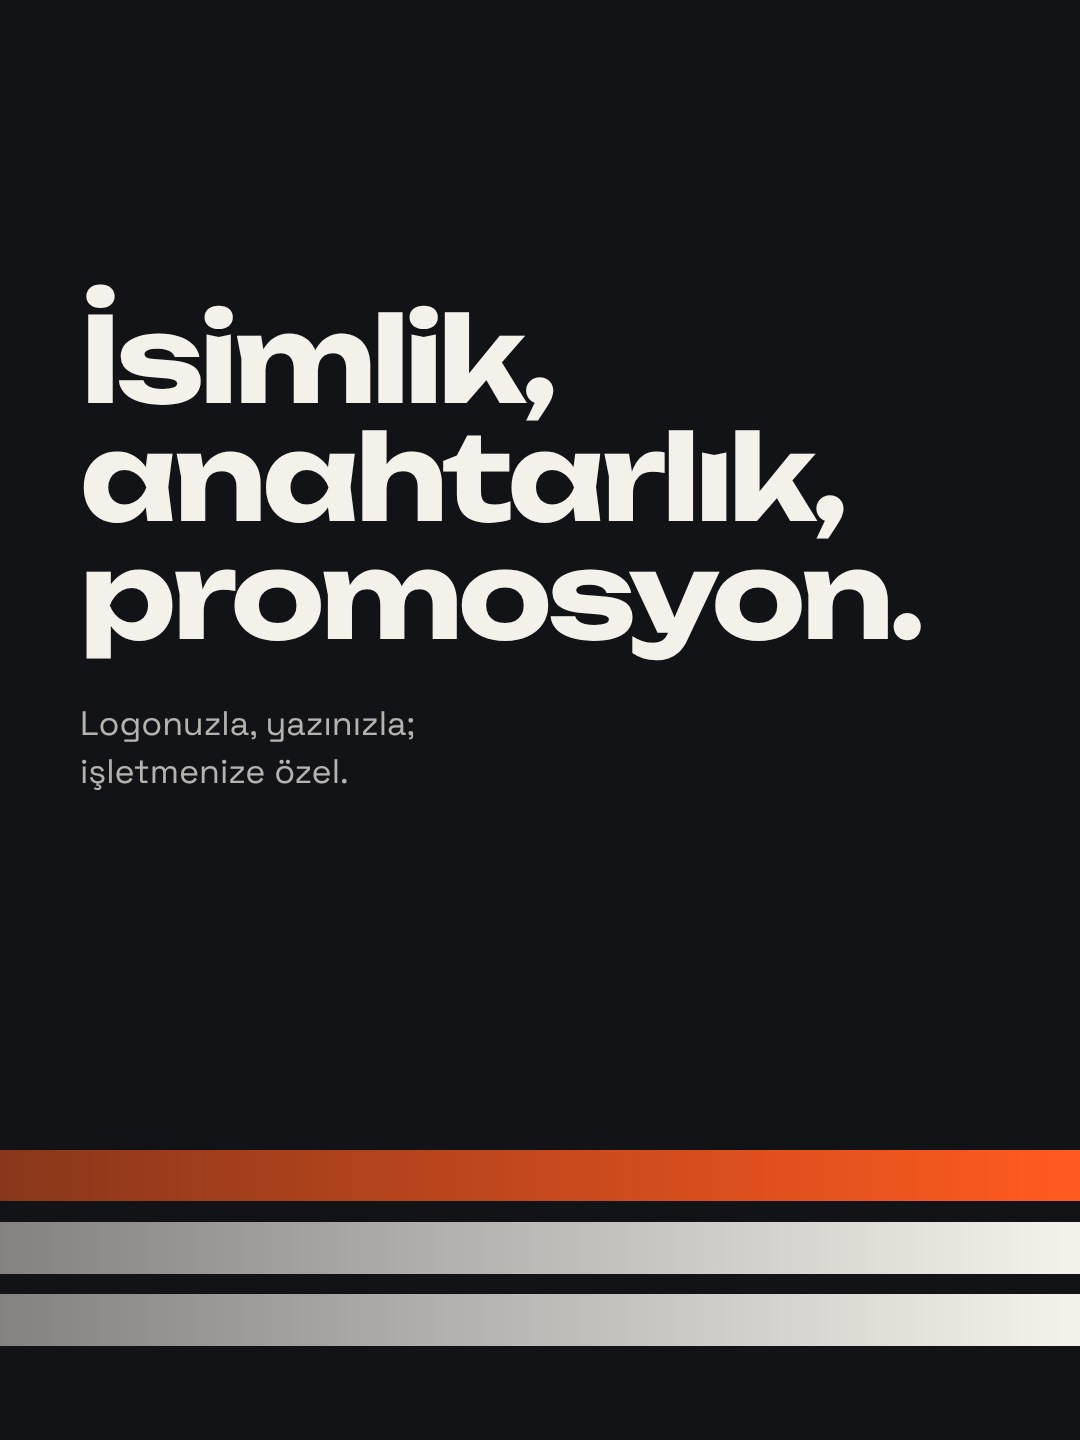 İsimlik,
anahtarlık,
promosyon.
Logonuzla, yazınızla;
işletmenize özel.